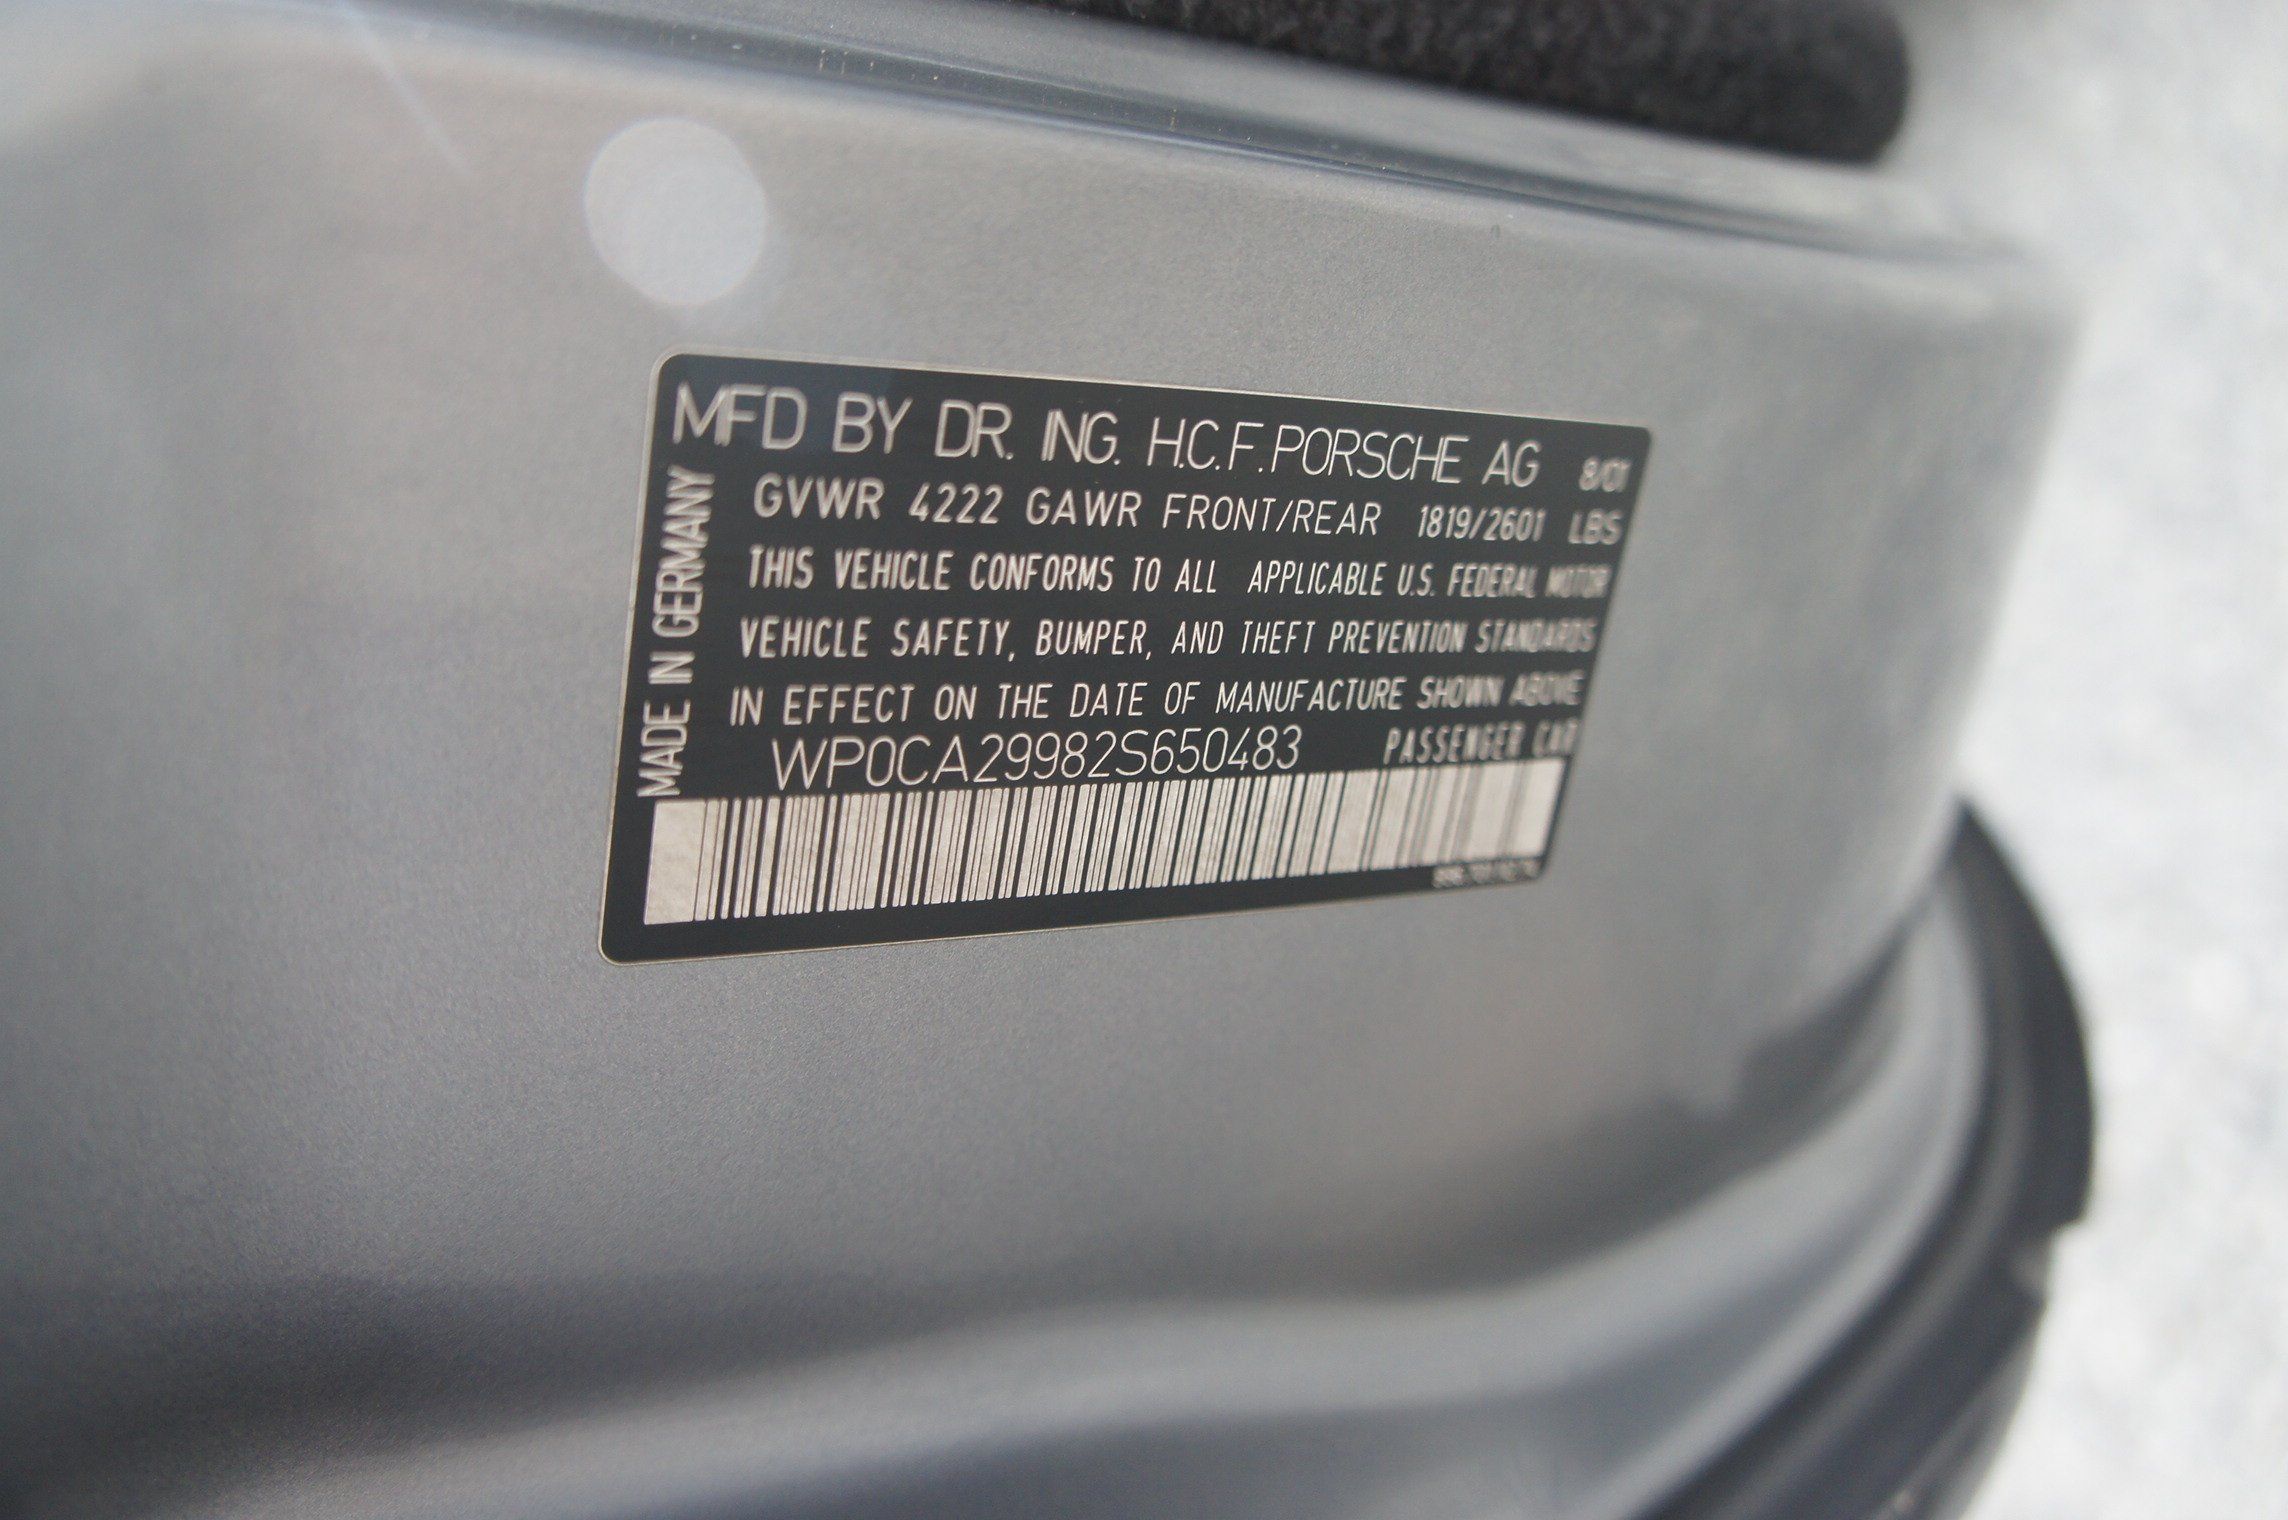 MFD BY DR. ING. H.C.F. PORSCHE AG 8/01
GVWR 4222 GAWR FRONT/REAR 1819/2601 LBS
THIS VEHICLE CONFORMS TO ALL APPLICABLE U.S. FEDERAL MOTOR
VEHICLE SAFETY, BUMPER, AND THEFT PREVENTION STANDARDS
IN EFFECT ON THE DATE OF MANUFACTURE SHOWN ABOVE
WP0CA29982S650483 PASSENGER CAR
MADE IN GERMANY